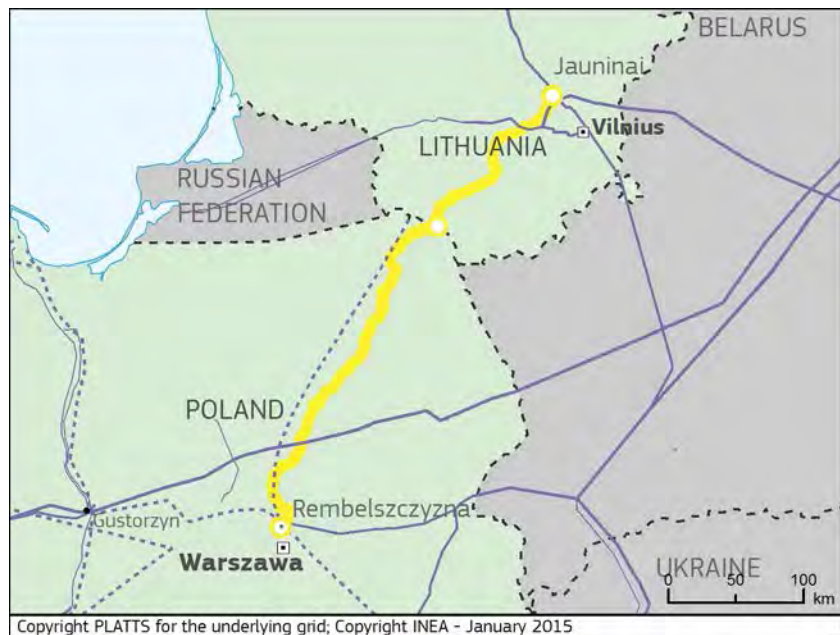 BELARUS
Jauninai
Vilnius
LITHUANIA
RUSSIAN
FEDERATION
POLAND
Rembelszczyzna
Gustorzyn
Warszawa
UKRAINE
0 50 100
km
Copyright PLATTS for the underlying grid; Copyright INEA - January 2015